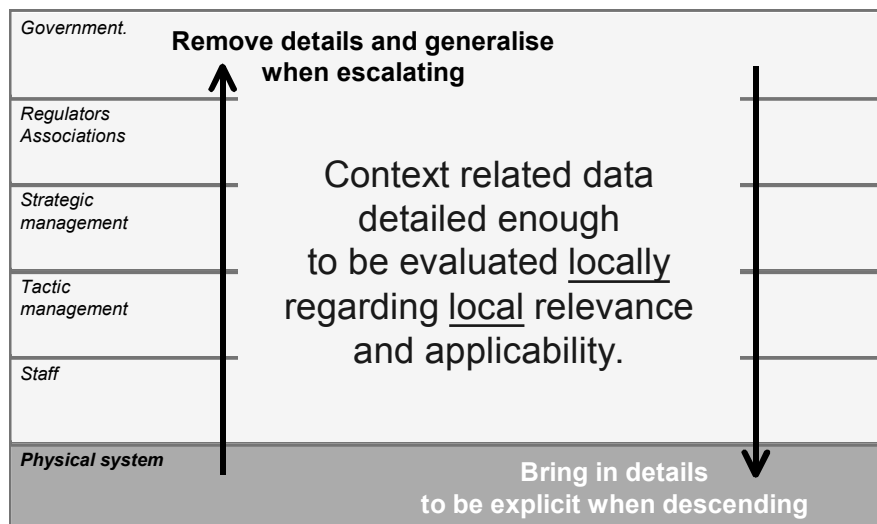 Government.
Remove details and generalise
when escalating
Regulators
Associations
Strategic
management
Tactic
management
Staff
Context related data
detailed enough
to be evaluated locally
regarding local relevance
and applicability.
Physical system
Bring in details
to be explicit when descending